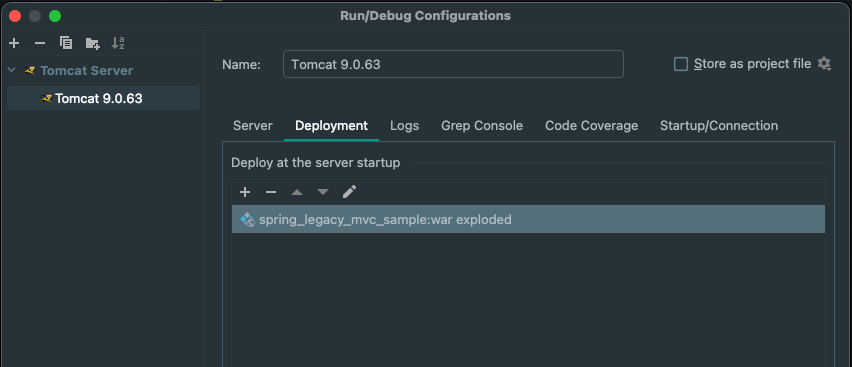 Run/Debug Configurations
Tomcat Server
Tomcat 9.0.63
Name:
Tomcat 9.0.63
Store as project file
Server Deployment Logs Grep Console Code Coverage Startup/Connection
Deploy at the server startup
spring_legacy_mvc_sample:war exploded